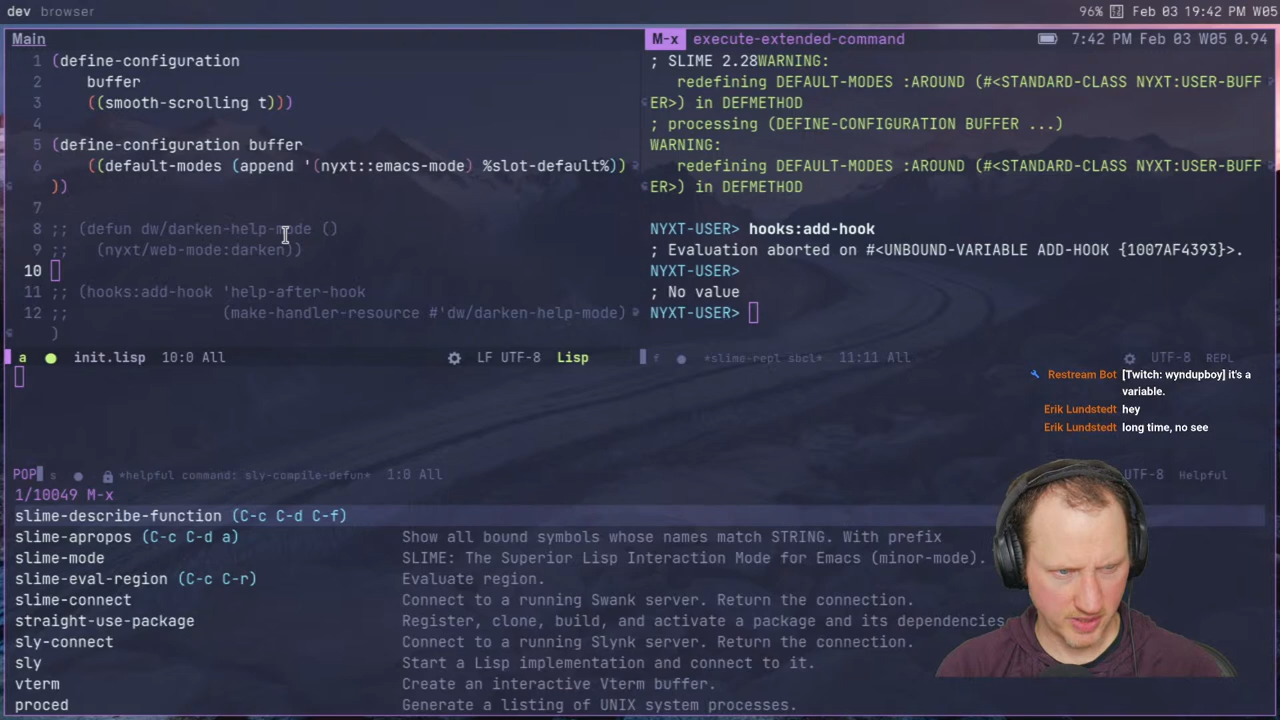 dev browser
96% Feb 03 19:42 PM W05
Main
1 (define-configuration
2 buffer
3 ((smooth-scrolling t)))
4
5 (define-configuration buffer
6 ((default-modes (append '(nyxt::emacs-mode) %slot-default%))
))
7
8 ;; (defun dw/darken-help-mode ()
9 ;; (nyxt/web-mode:darken))
10
11 ;; (hooks:add-hook 'help-after-hook
12 ;; (make-handler-resource #'dw/darken-help-mode)
)
a ● init.lisp 10:0 All LF UTF-8 Lisp
M-x execute-extended-command 7:42 PM Feb 03 W05 0.94
; SLIME 2.28WARNING:
redefining DEFAULT-MODES :AROUND (#<STANDARD-CLASS NYXT:USER-BUFF
ER>) in DEFMETHOD
; processing (DEFINE-CONFIGURATION BUFFER ...)
WARNING:
redefining DEFAULT-MODES :AROUND (#<STANDARD-CLASS NYXT:USER-BUFF
ER>) in DEFMETHOD
NYXT-USER> hooks:add-hook
; Evaluation aborted on #<UNBOUND-VARIABLE ADD-HOOK {1007AF4393}>.
NYXT-USER>
; No value
NYXT-USER>
f ● *slime-repl sbcl* 11:11 All UTF-8 REPL
Restream Bot [Twitch: wyndupboy] it's a
variable.
Erik Lundstedt hey
Erik Lundstedt long time, no see
POP s ● *helpful command: sly-compile-defun* 1:0 All UTF-8 Helpful
1/10049 M-x
slime-describe-function (C-c C-d C-f)
slime-apropos (C-c C-d a) Show all bound symbols whose names match STRING. With prefix
slime-mode SLIME: The Superior Lisp Interaction Mode for Emacs (minor-mode).
slime-eval-region (C-c C-r) Evaluate region.
slime-connect Connect to a running Swank server. Return the connection.
straight-use-package Register, clone, build, and activate a package and its dependencies
sly-connect Connect to a running Slynk server. Return the connection.
sly Start a Lisp implementation and connect to it.
vterm Create an interactive Vterm buffer.
proced Generate a listing of UNIX system processes.